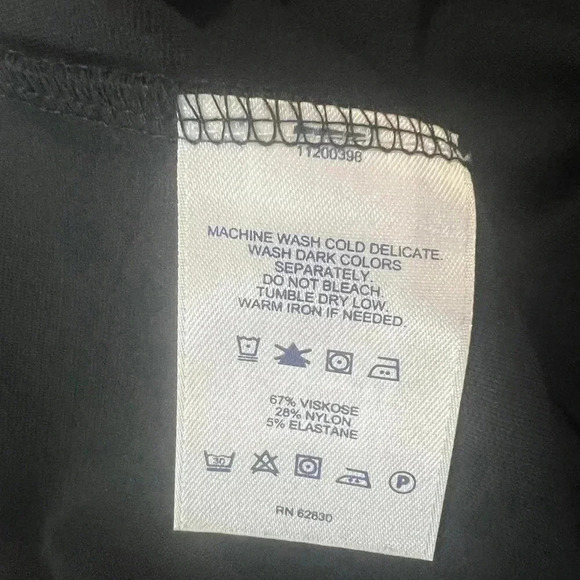 11200398
MACHINE WASH COLD DELICATE.
WASH DARK COLORS
SEPARATELY.
DO NOT BLEACH.
TUMBLE DRY LOW.
WARM IRON IF NEEDED.
67% VISKOSE
28% NYLON
5% ELASTANE
30
P
RN 62830